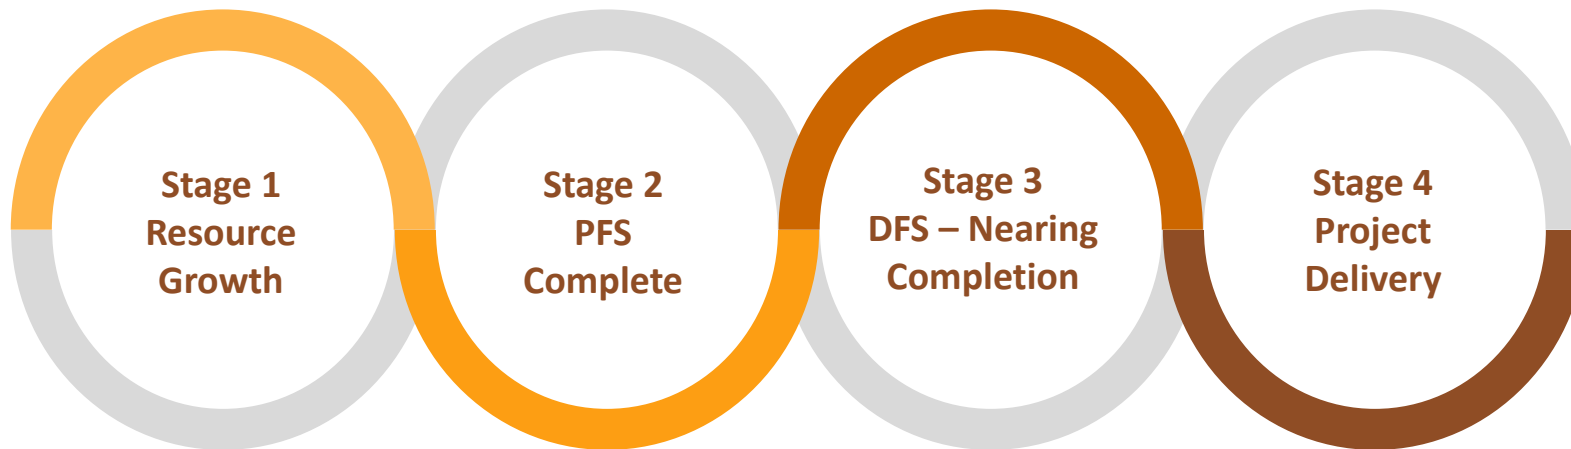 Stage 1
Resource
Growth
Stage 2
PFS
Complete
Stage 3
DFS – Nearing
Completion
Stage 4
Project
Delivery